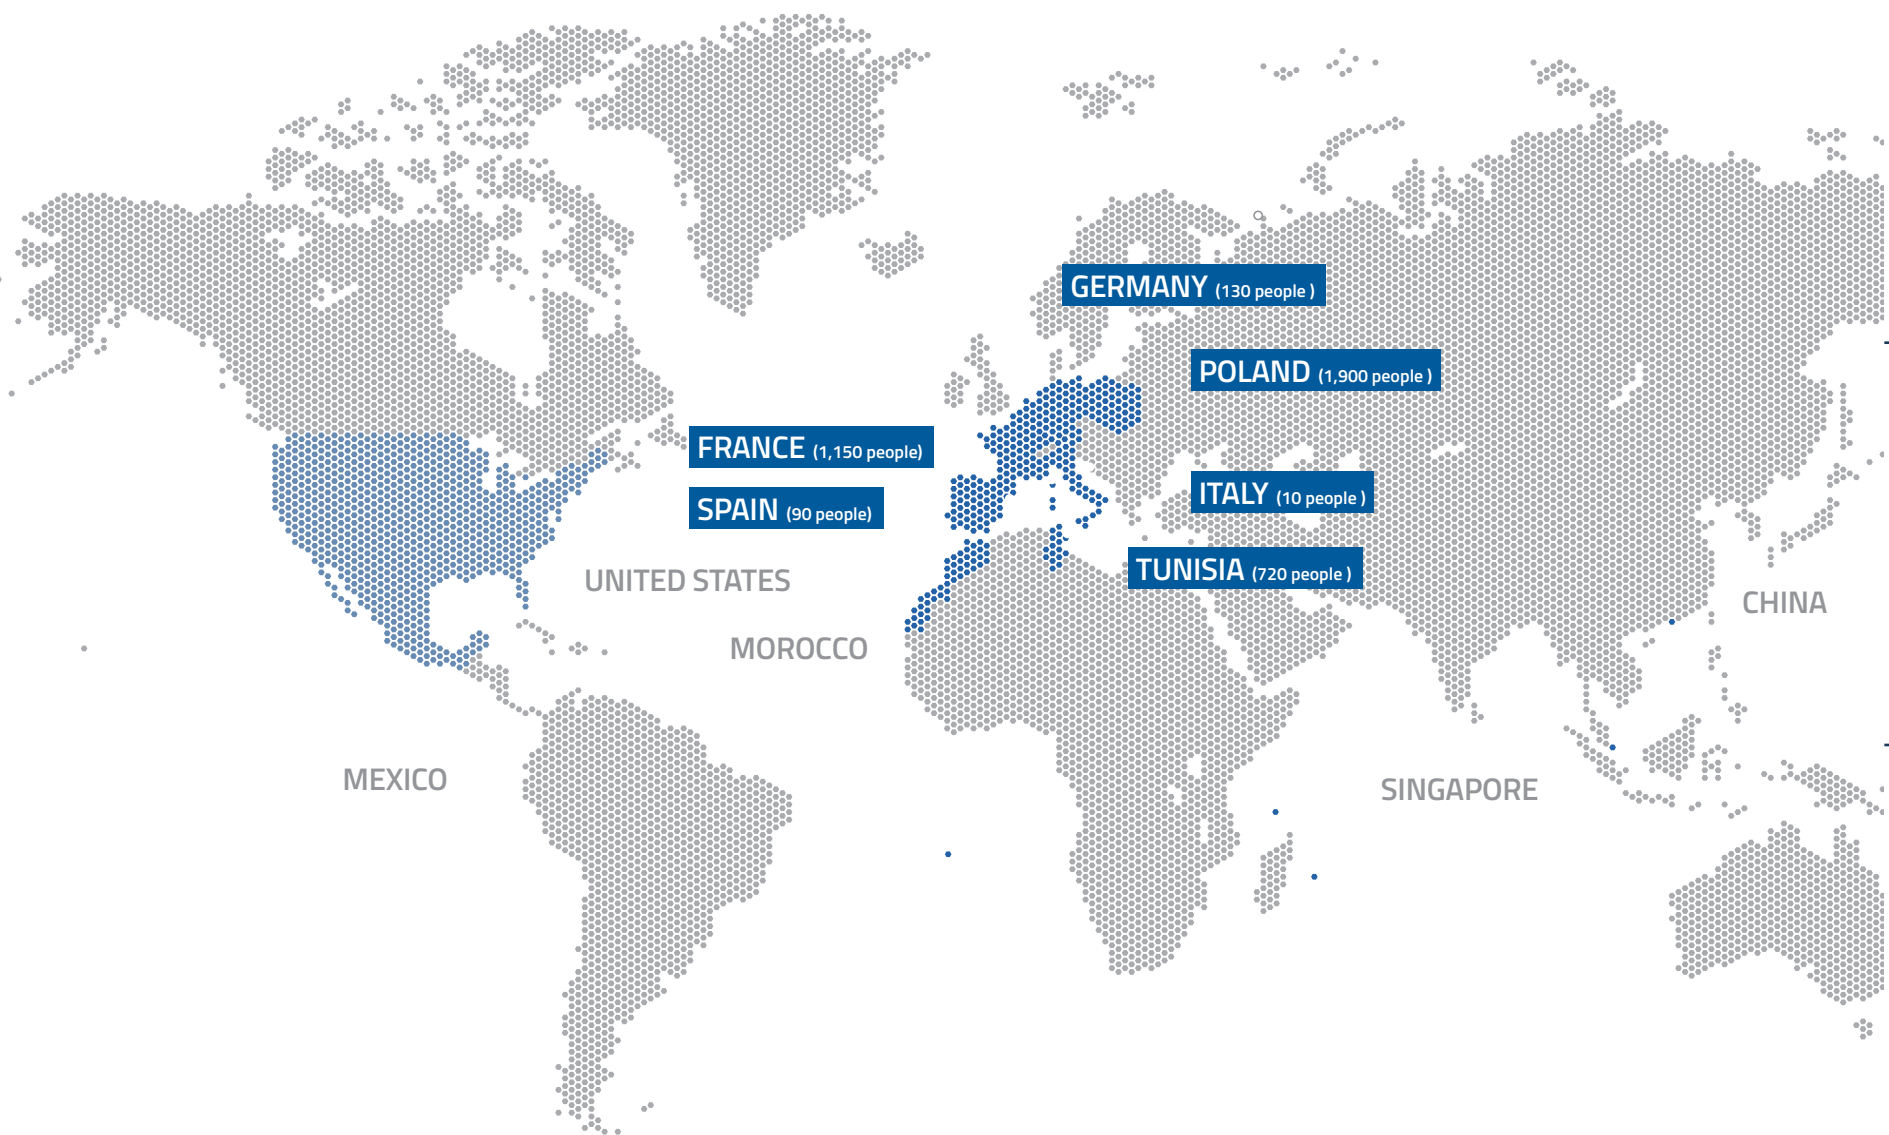 GERMANY (130 people )
POLAND (1,900 people )
FRANCE (1,150 people)
ITALY (10 people )
SPAIN (90 people)
TUNISIA (720 people )
UNITED STATES
CHINA
MOROCCO
MEXICO
SINGAPORE